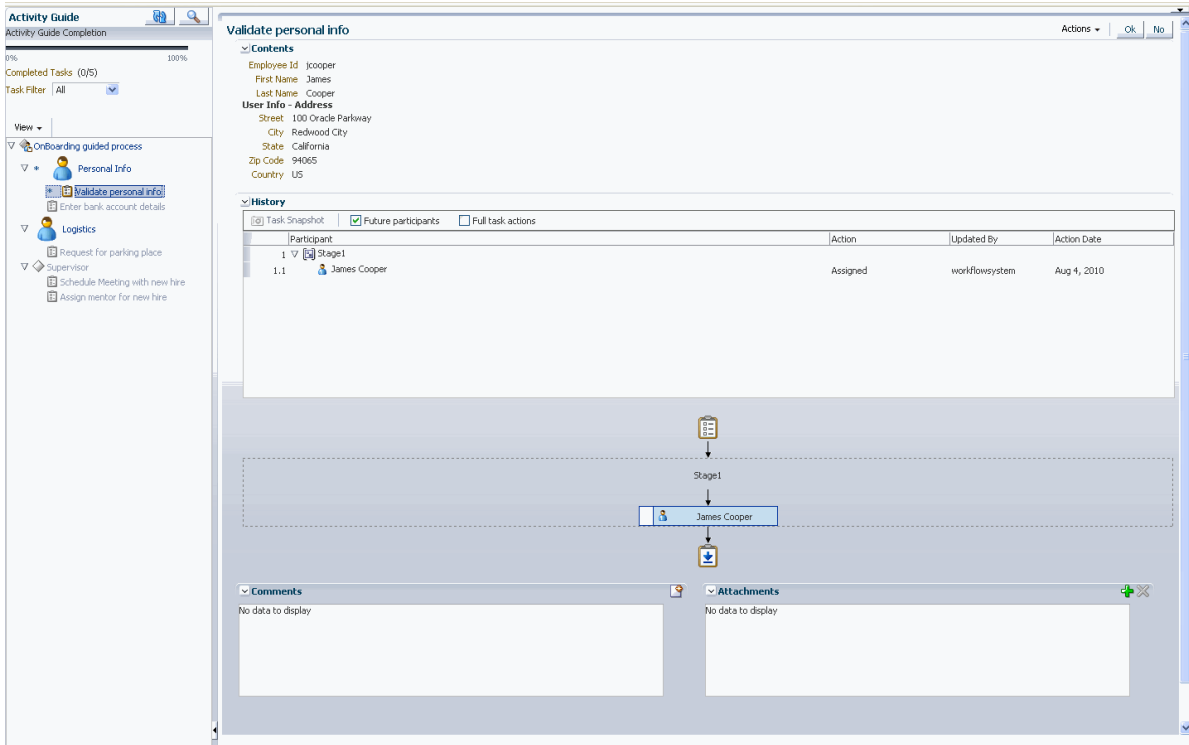 Activity Guide
Activity Guide Completion
0% 100%
Completed Tasks (0/5)
Task Filter All
View
OnBoarding guided process
Personal Info
* Validate personal info
Enter bank account details
Logistics
Request for parking place
Supervisor
Schedule Meeting with new hire
Assign mentor for new hire
Validate personal info
Actions Ok No
Contents
Employee Id jcooper
First Name James
Last Name Cooper
User Info - Address
Street 100 Oracle Parkway
City Redwood City
State California
Zip Code 94065
Country US
History
Task Snapshot Future participants Full task actions
Participant Action Updated By Action Date
1 Stage1
1.1 James Cooper Assigned workflowsystem Aug 4, 2010
Stage1
James Cooper
Comments
No data to display
Attachments
No data to display